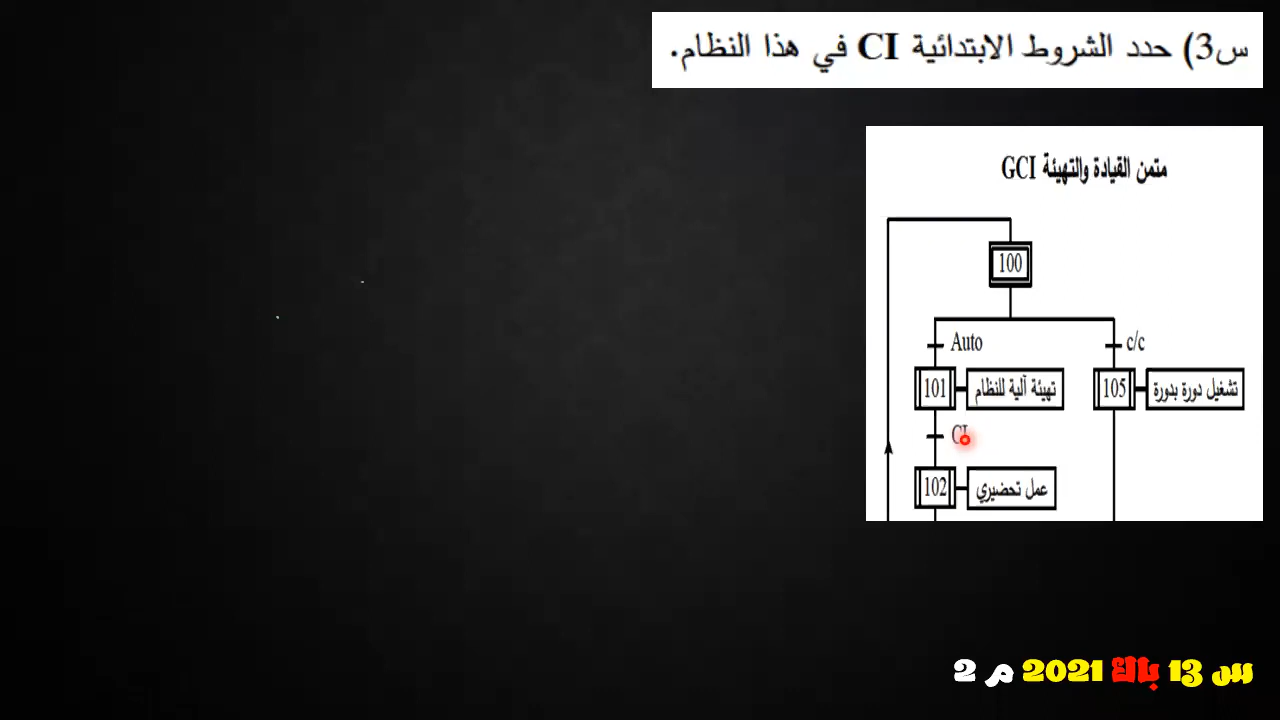 س3) حدد الشروط الابتدائية CI في هذا النظام.
متمن القيادة والتهيئة GCI
100
Auto
c/c
101
تهيئة آلية للنظام
105
تشغيل دورة بدورة
CI
102
عمل تحضيري
س 13 باك 2021 م 2